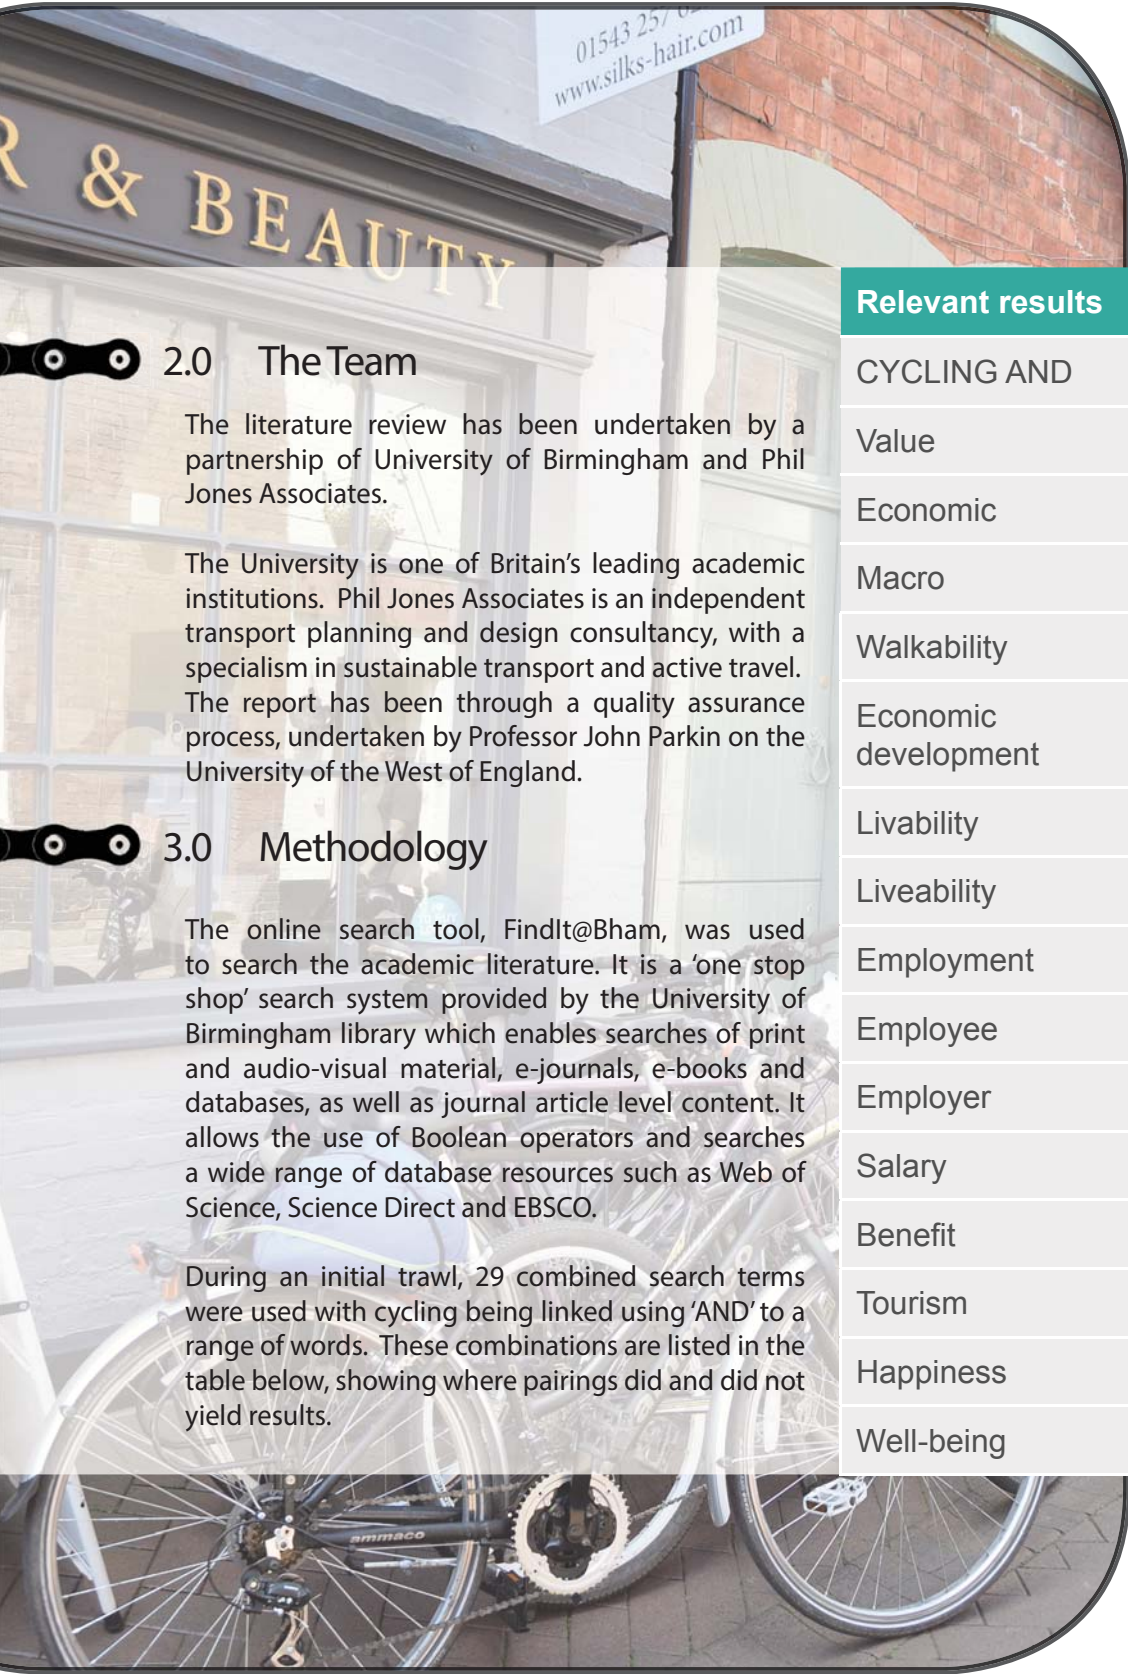 01543 257
www.silks-hair.com
R & BEAUTY
2.0 The Team
The literature review has been undertaken by a
partnership of University of Birmingham and Phil
Jones Associates.
The University is one of Britain's leading academic
institutions. Phil Jones Associates is an independent
transport planning and design consultancy, with a
specialism in sustainable transport and active travel.
The report has been through a quality assurance
process, undertaken by Professor John Parkin on the
University of the West of England.
3.0 Methodology
The online search tool, FindIt@Bham, was used
to search the academic literature. It is a ‘one stop
shop’ search system provided by the University of
Birmingham library which enables searches of print
and audio-visual material, e-journals, e-books and
databases, as well as journal article level content. It
allows the use of Boolean operators and searches
a wide range of database resources such as Web of
Science, Science Direct and EBSCO.
During an initial trawl, 29 combined search terms
were used with cycling being linked using ‘AND’ to a
range of words. These combinations are listed in the
table below, showing where pairings did and did not
yield results.
Relevant results
CYCLING AND
Value
Economic
Macro
Walkability
Economic
development
Livability
Liveability
Employment
Employee
Employer
Salary
Benefit
Tourism
Happiness
Well-being
ammaco